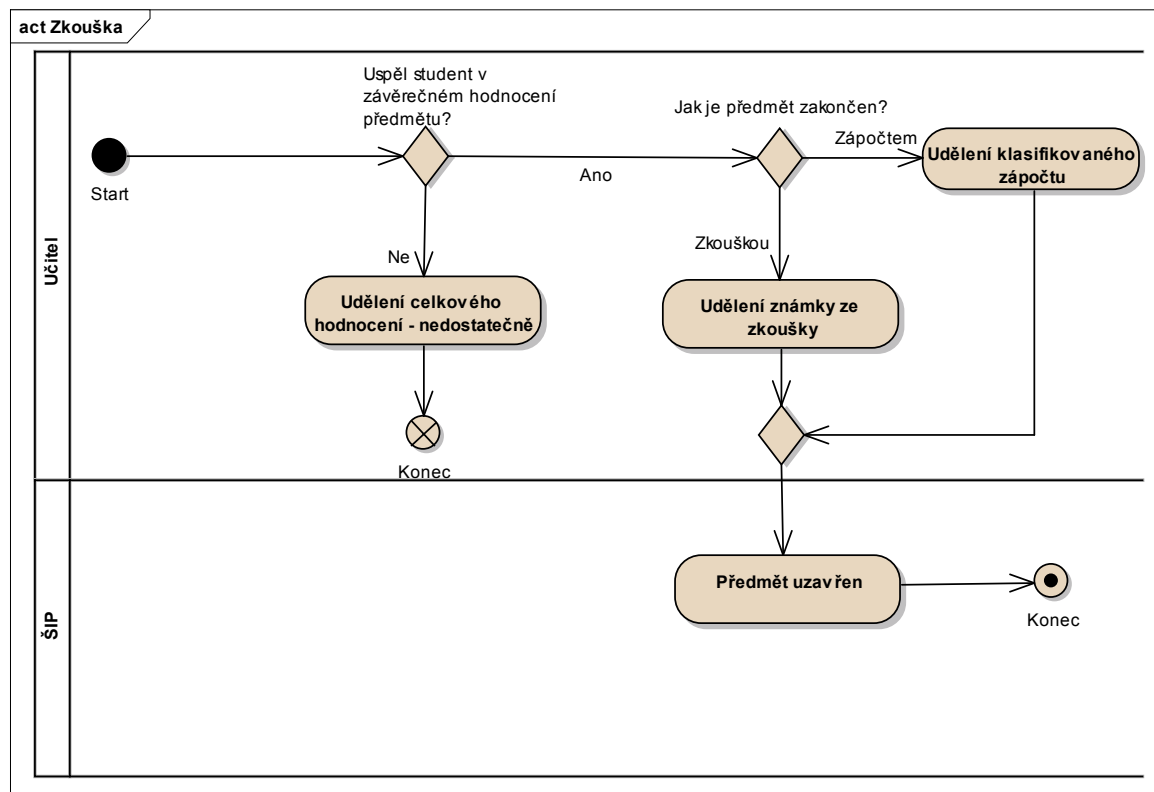 act Zkouška
Uspěl student v
závěrečném hodnocení
předmětu?
Jak je předmět zakončen?
Zápočtem
Udělení klasifikovaného
zápočtu
Start
Ano
Učitel
Ne
Zkouškou
Udělení celkového
hodnocení - nedostatečně
Udělení známky ze
zkoušky
Konec
ŠIP
Předmět uzavřen
Konec